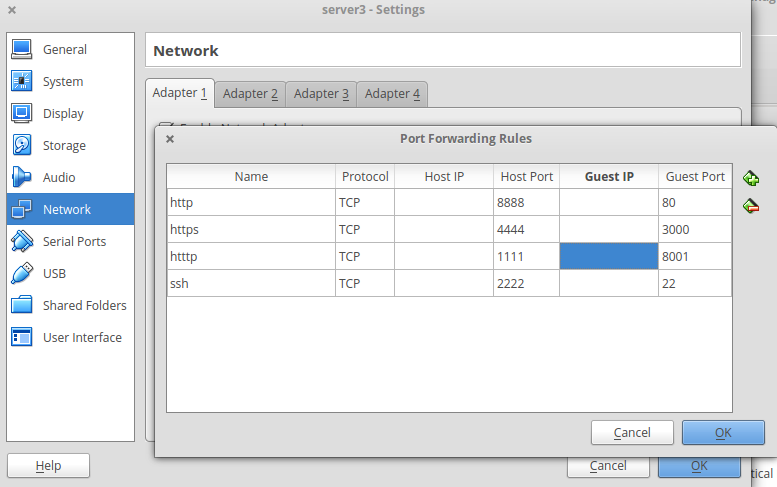 server3 - Settings
General
System
Display
Storage
Audio
Network
Serial Ports
USB
Shared Folders
User Interface
Network
Adapter 1 Adapter 2 Adapter 3 Adapter 4
Port Forwarding Rules
Name Protocol Host IP Host Port Guest IP Guest Port
http TCP 8888 80
https TCP 4444 3000
htttp TCP 1111 8001
ssh TCP 2222 22
Cancel OK
Help Cancel OK
tical